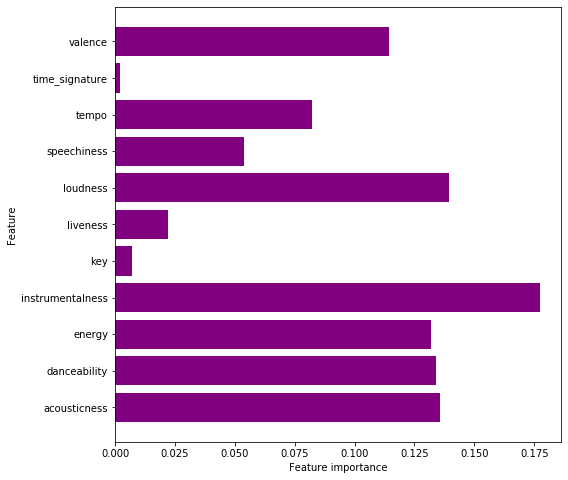 valence
time_signature
tempo
speechiness
loudness
liveness
key
instrumentalness
energy
danceability
acousticness
Feature
0.000 0.025 0.050 0.075 0.100 0.125 0.150 0.175
Feature importance